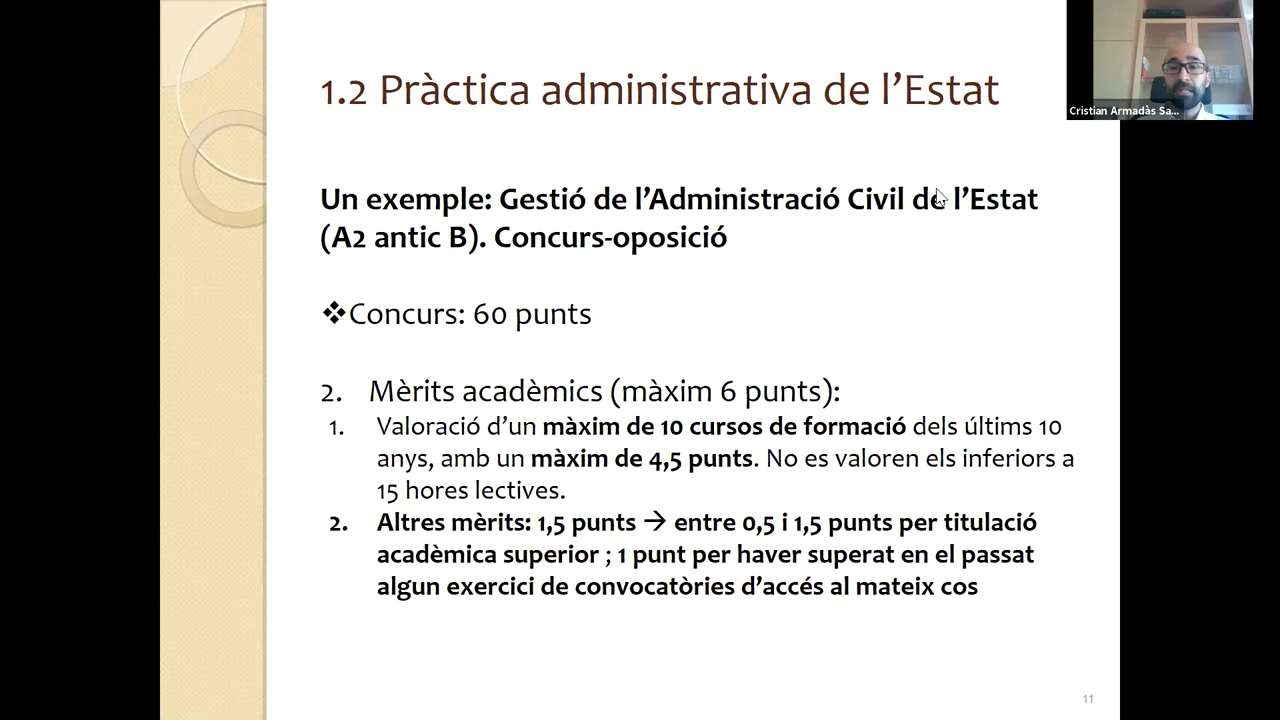 1.2 Pràctica administrativa de l’Estat
Cristian Armadàs Sa...
Un exemple: Gestió de l’Administració Civil de l’Estat
(A2 antic B). Concurs-oposició
❖Concurs: 60 punts
2. Mèrits acadèmics (màxim 6 punts):
1. Valoració d’un màxim de 10 cursos de formació dels últims 10
anys, amb un màxim de 4,5 punts. No es valoren els inferiors a
15 hores lectives.
2. Altres mèrits: 1,5 punts → entre 0,5 i 1,5 punts per titulació
acadèmica superior ; 1 punt per haver superat en el passat
algun exercici de convocatòries d’accés al mateix cos
11